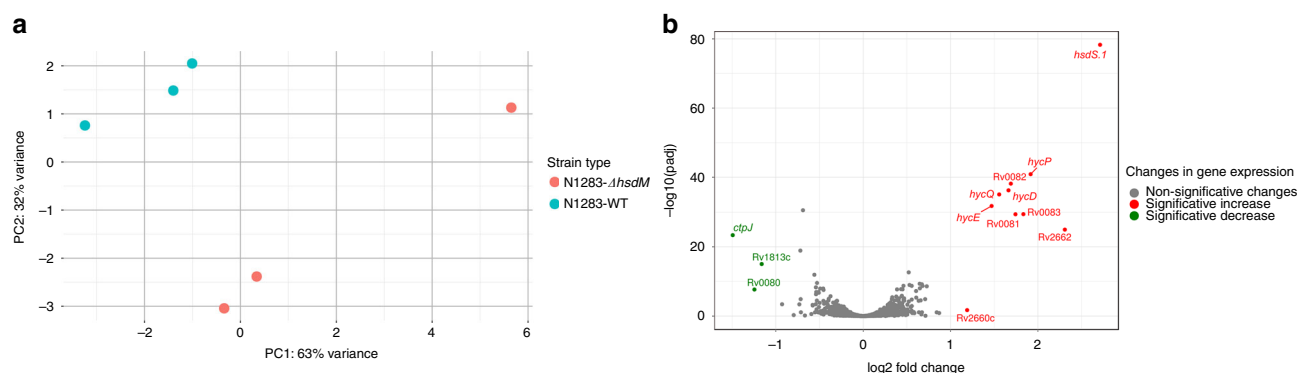 a
2
1
0
−1
−2
−3
−2
0
2
4
6
PC2: 32% variance
PC1: 63% variance
Strain type
N1283-ΔhsdM
N1283-WT
b
80
60
40
20
0
−1
0
1
2
−log10(padj)
log2 fold change
hsdS.1
hycP
Rv0082
hycQ
hycD
hycE
Rv0083
Rv0081
Rv2662
ctpJ
Rv1813c
Rv0080
Rv2660c
Changes in gene expression
Non-significative changes
Significative increase
Significative decrease